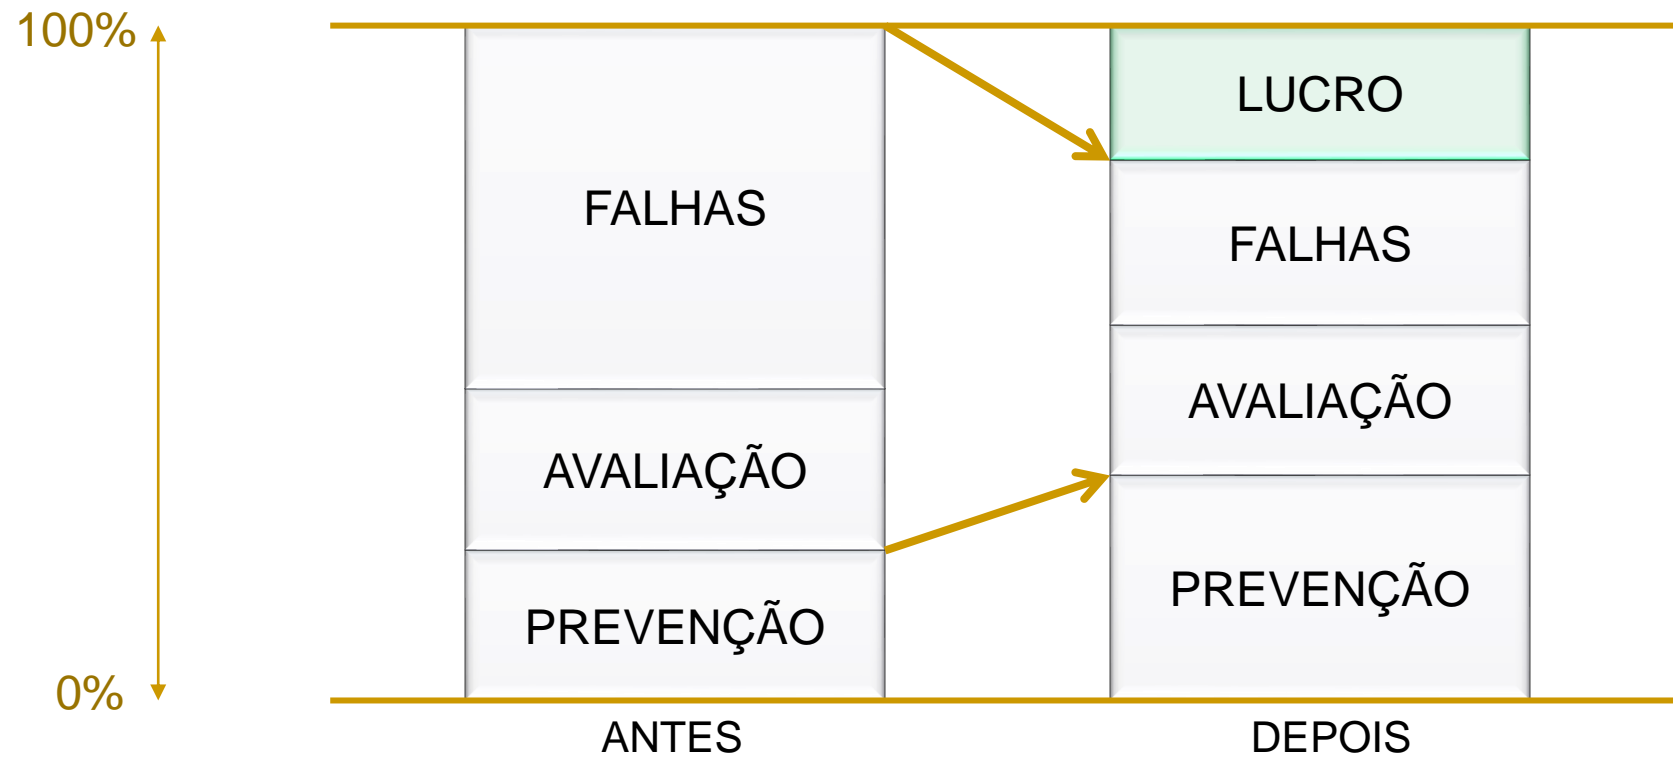 100%
LUCRO
FALHAS
FALHAS
AVALIAÇÃO
AVALIAÇÃO
PREVENÇÃO
PREVENÇÃO
0%
ANTES
DEPOIS